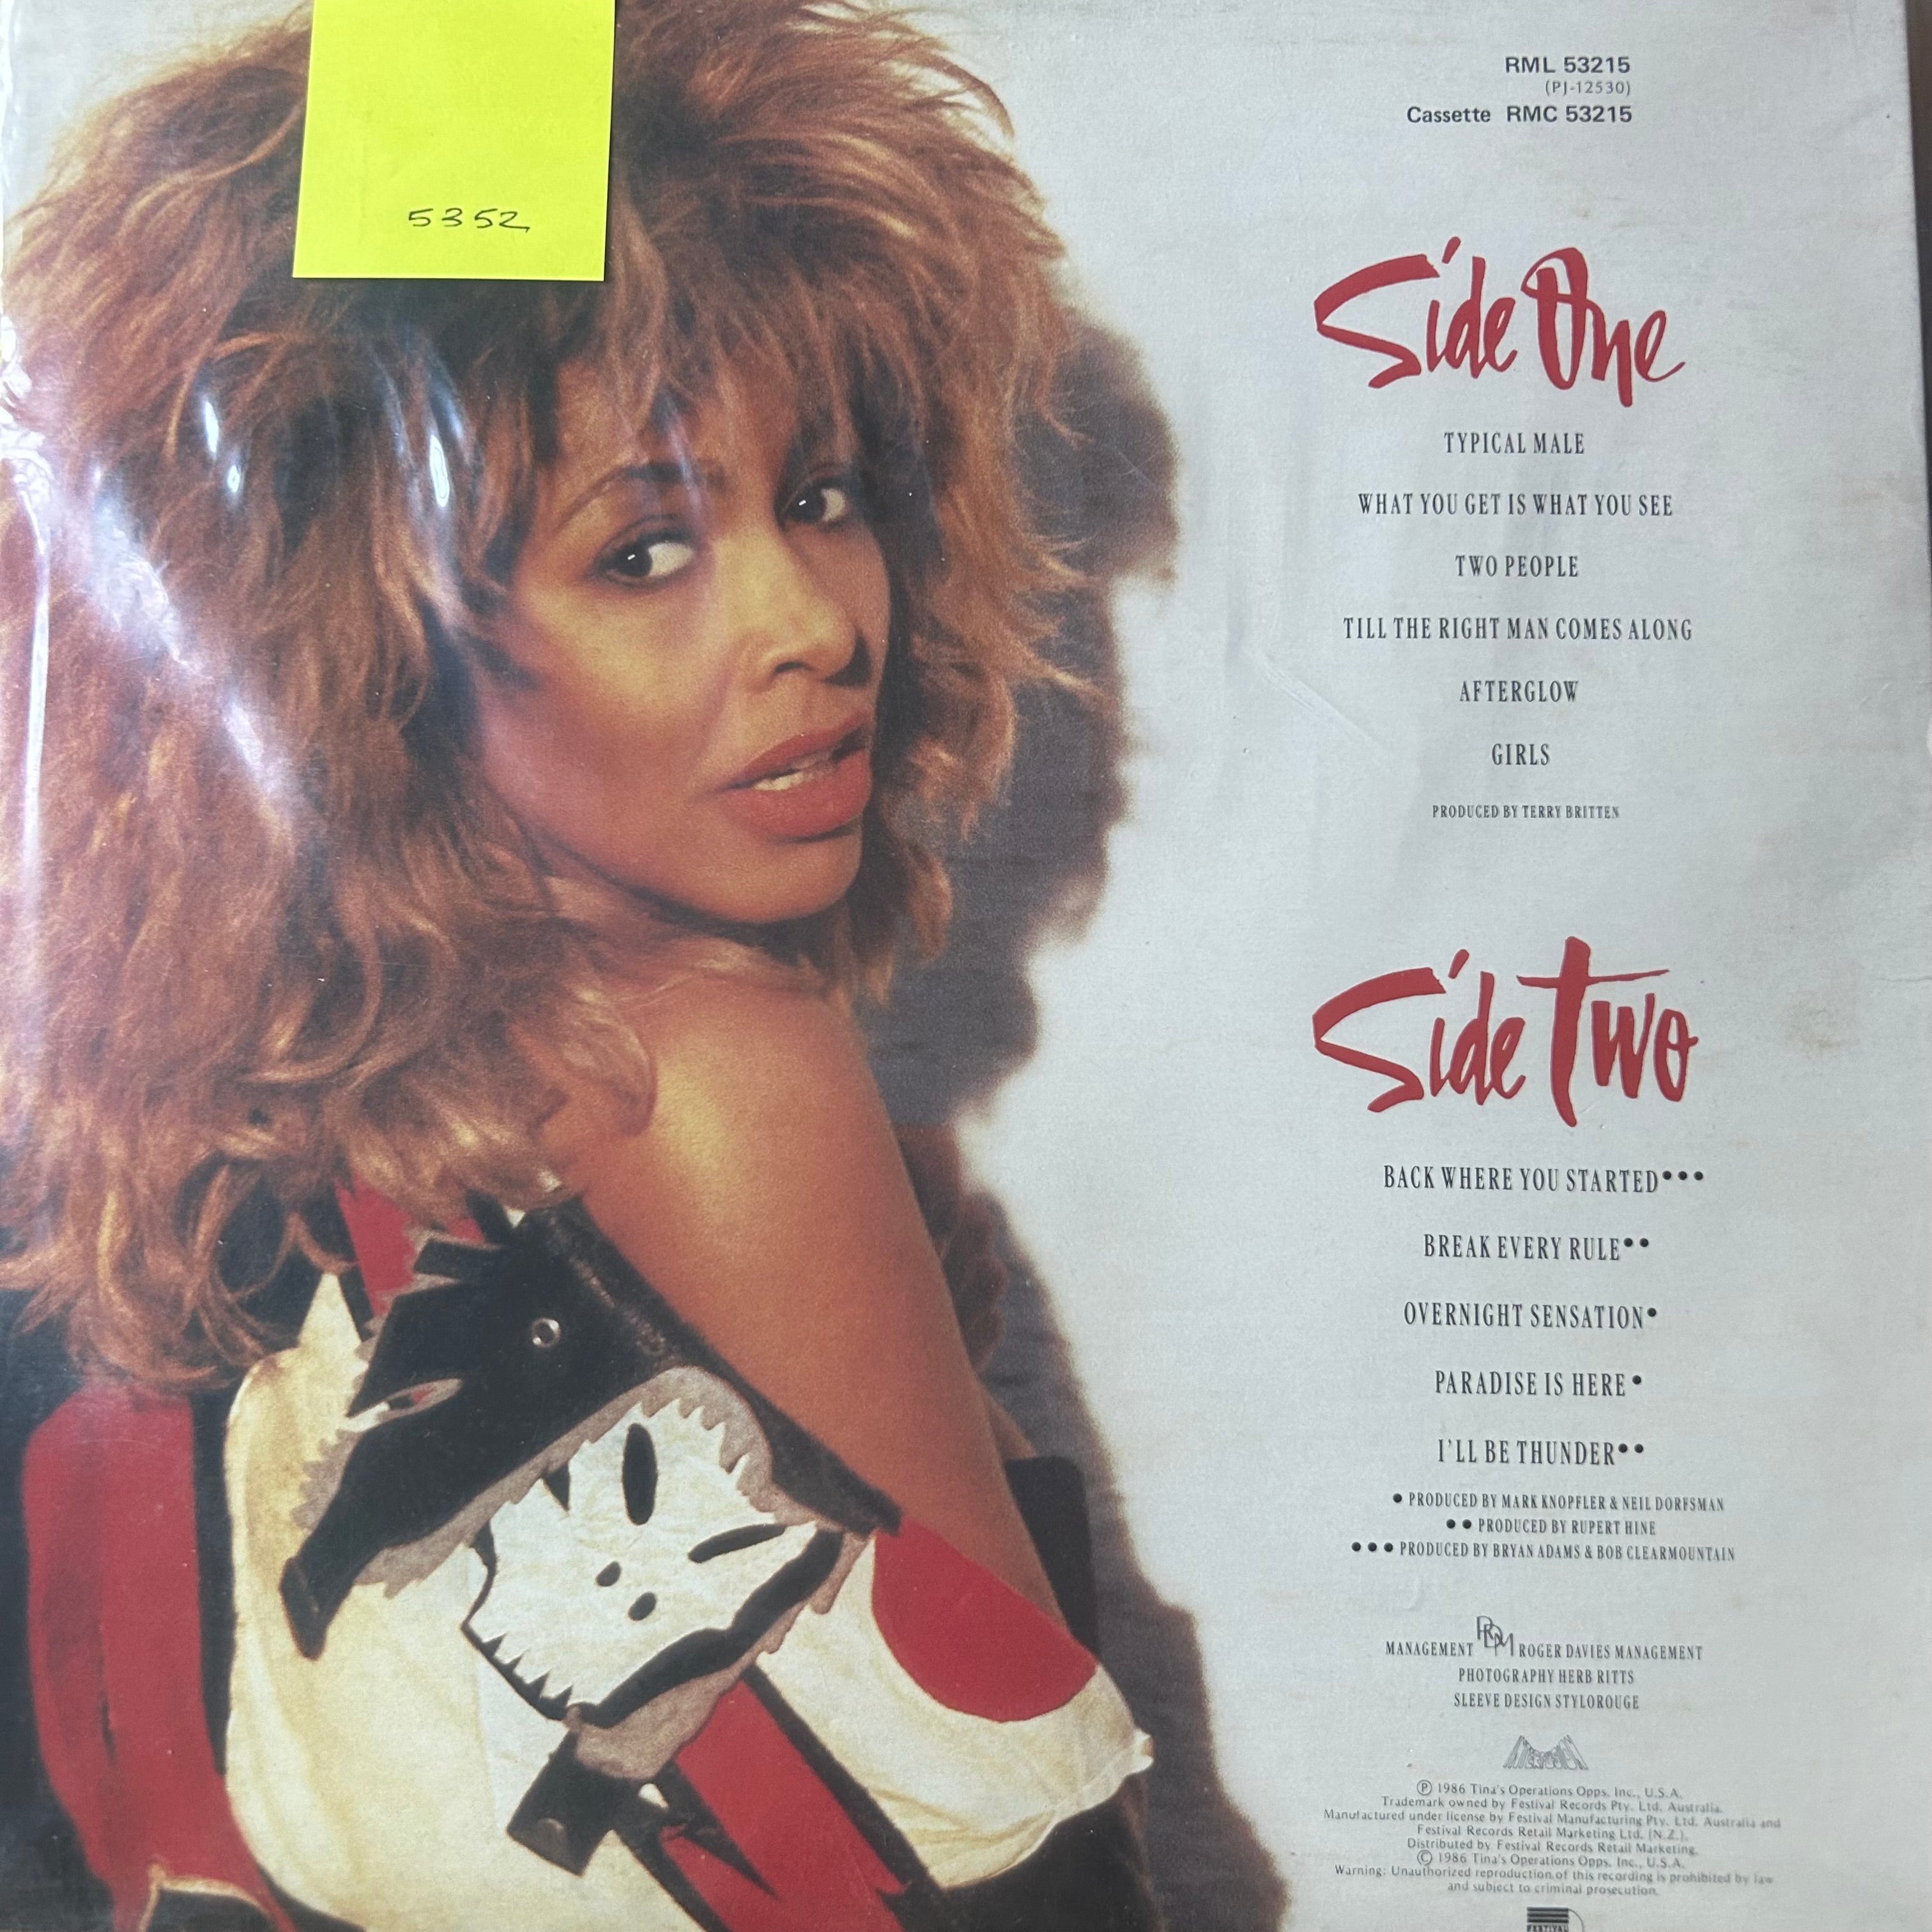 5352
RML 53215
(PJ-12530)
Cassette RMC 53215
Side One
TYPICAL MALE
WHAT YOU GET IS WHAT YOU SEE
TWO PEOPLE
TILL THE RIGHT MAN COMES ALONG
AFTERGLOW
GIRLS
PRODUCED BY TERRY BRITTEN
Side Two
BACK WHERE YOU STARTED•••
BREAK EVERY RULE••
OVERNIGHT SENSATION•
PARADISE IS HERE•
I'LL BE THUNDER••
• PRODUCED BY MARK KNOPFLER & NEIL DORFSMAN
•• PRODUCED BY RUPERT HINE
••• PRODUCED BY BRYAN ADAMS & BOB CLEARMOUNTAIN
MANAGEMENT RDM ROGER DAVIES MANAGEMENT
PHOTOGRAPHY HERB RITTS
SLEEVE DESIGN STYLOROUGE
℗ 1986 Tina's Operations Opps. Inc., U.S.A.
Trademark owned by Festival Records Pty. Ltd. Australia.
Manufactured under license by Festival Manufacturing Pty. Ltd. Australia and
Festival Records Retail Marketing Ltd. (N.Z.).
Distributed by Festival Records Retail Marketing.
© 1986 Tina's Operations Opps. Inc., U.S.A.
Warning: Unauthorized reproduction of this recording is prohibited by law
and subject to criminal prosecution.
FESTIVAL